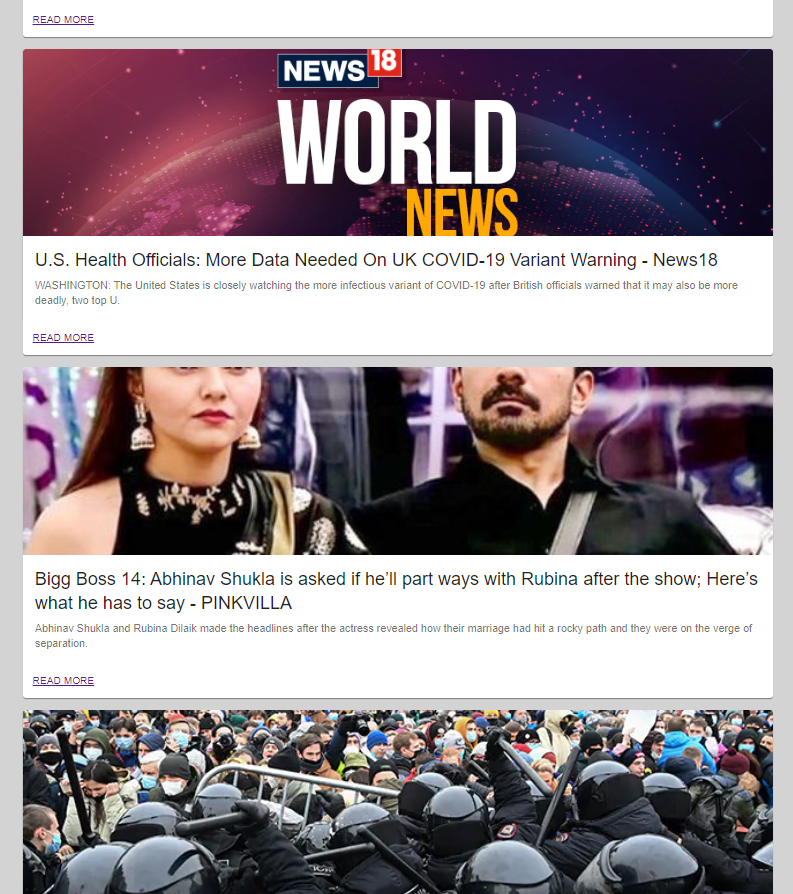 READ MORE
NEWS 18
WORLD
NEWS
U.S. Health Officials: More Data Needed On UK COVID-19 Variant Warning - News18
WASHINGTON: The United States is closely watching the more infectious variant of COVID-19 after British officials warned that it may also be more
deadly, two top U.
READ MORE
Bigg Boss 14: Abhinav Shukla is asked if he’ll part ways with Rubina after the show; Here’s
what he has to say - PINKVILLA
Abhinav Shukla and Rubina Dilaik made the headlines after the actress revealed how their marriage had hit a rocky path and they were on the verge of
separation.
READ MORE